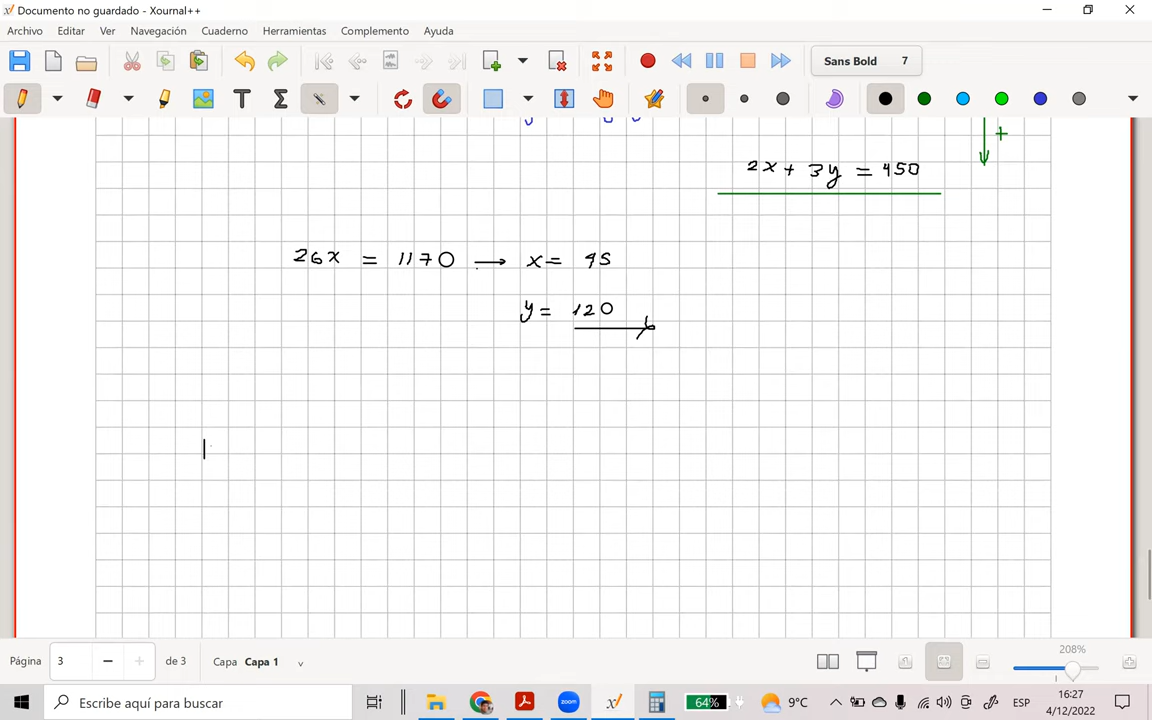 Documento no guardado - Xournal++
Archivo Editar Ver Navegación Cuaderno Herramientas Complemento Ayuda
Sans Bold 7
+
2x + 3y = 450
26x = 1170 → x = 45
y = 120
Página 3 de 3 Capa Capa 1
208%
Escribe aquí para buscar
64%
9°C
ESP
16:27
4/12/2022